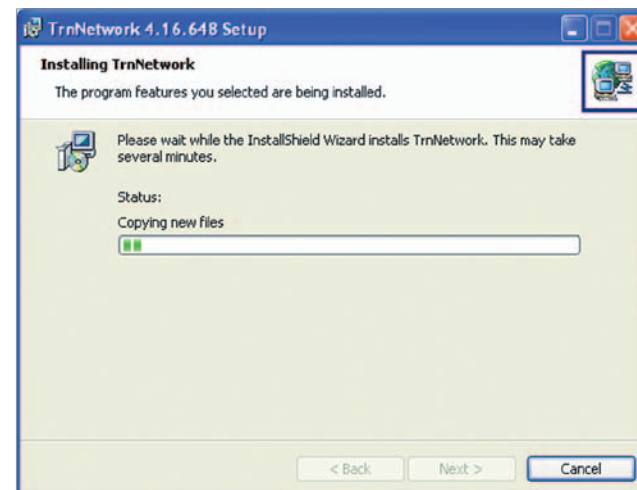 TrnNetwork 4.16.648 Setup
Installing TrnNetwork
The program features you selected are being installed.
Please wait while the InstallShield Wizard installs TrnNetwork. This may take
several minutes.
Status:
Copying new files
< Back Next > Cancel